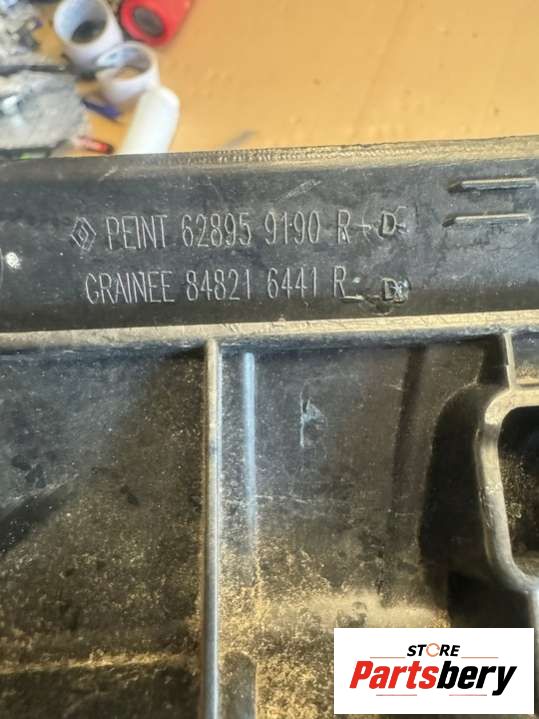 PEINT 62895 9190 R - D
GRAINEE 84821 6441 R - D
STORE
Partsbery